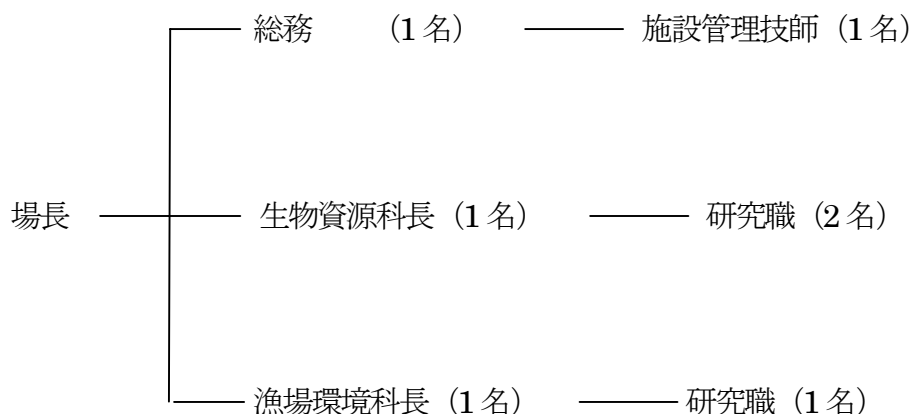 総務　　（1名）　施設管理技師（1名）
場長　生物資源科長（1名）　研究職（2名）
漁場環境科長（1名）　研究職（1名）